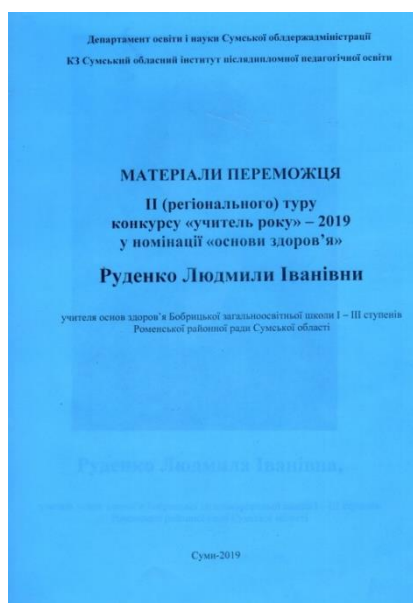 Департамент освіти і науки Сумської облдержадміністрації
КЗ Сумський обласний інститут післядипломної педагогічної освіти
МАТЕРІАЛИ ПЕРЕМОЖЦЯ
ІІ (регіонального) туру
конкурсу «учитель року» – 2019
у номінації «основи здоров’я»
Руденко Людмили Іванівни
учителя основ здоров’я Бобрицької загальноосвітньої школи І – ІІІ ступенів
Роменської районної ради Сумської області
Руденко Людмила Іванівна,
Суми-2019